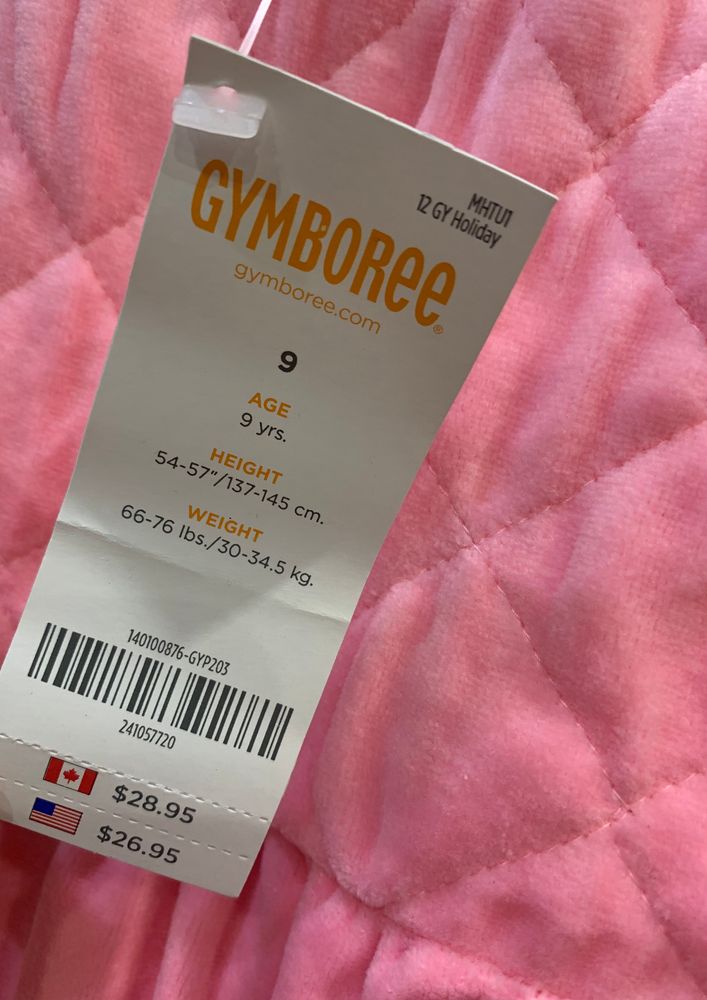 MHTU1
12 GY Holiday
GYMBOREE®
gymboree.com
9
AGE
9 yrs.
HEIGHT
54-57"/137-145 cm.
WEIGHT
66-76 lbs./30-34.5 kg.
140100876-GYP203
241057720
$28.95
$26.95